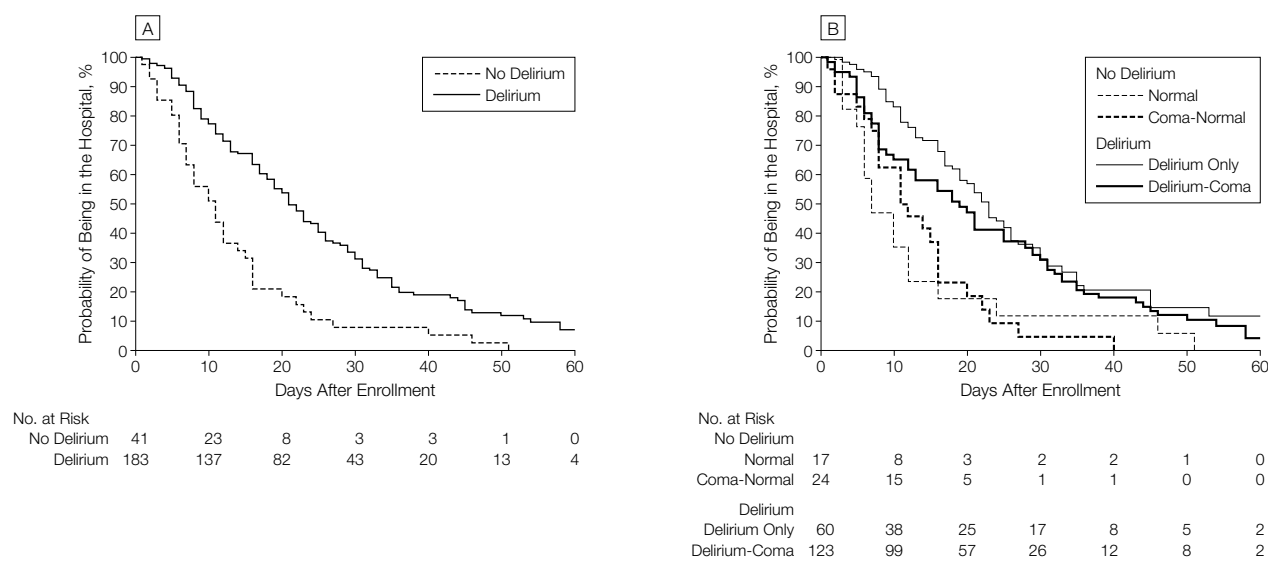 A
Probability of Being in the Hospital, %
100
90
80
70
60
50
40
30
20
10
0
No Delirium
Delirium
0 10 20 30 40 50 60
Days After Enrollment
No. at Risk
No Delirium 41 23 8 3 3 1 0
Delirium 183 137 82 43 20 13 4
B
Probability of Being in the Hospital, %
100
90
80
70
60
50
40
30
20
10
0
No Delirium
Normal
Coma-Normal
Delirium
Delirium Only
Delirium-Coma
0 10 20 30 40 50 60
Days After Enrollment
No. at Risk
No Delirium
Normal 17 8 3 2 2 1 0
Coma-Normal 24 15 5 1 1 0 0
Delirium
Delirium Only 60 38 25 17 8 5 2
Delirium-Coma 123 99 57 26 12 8 2